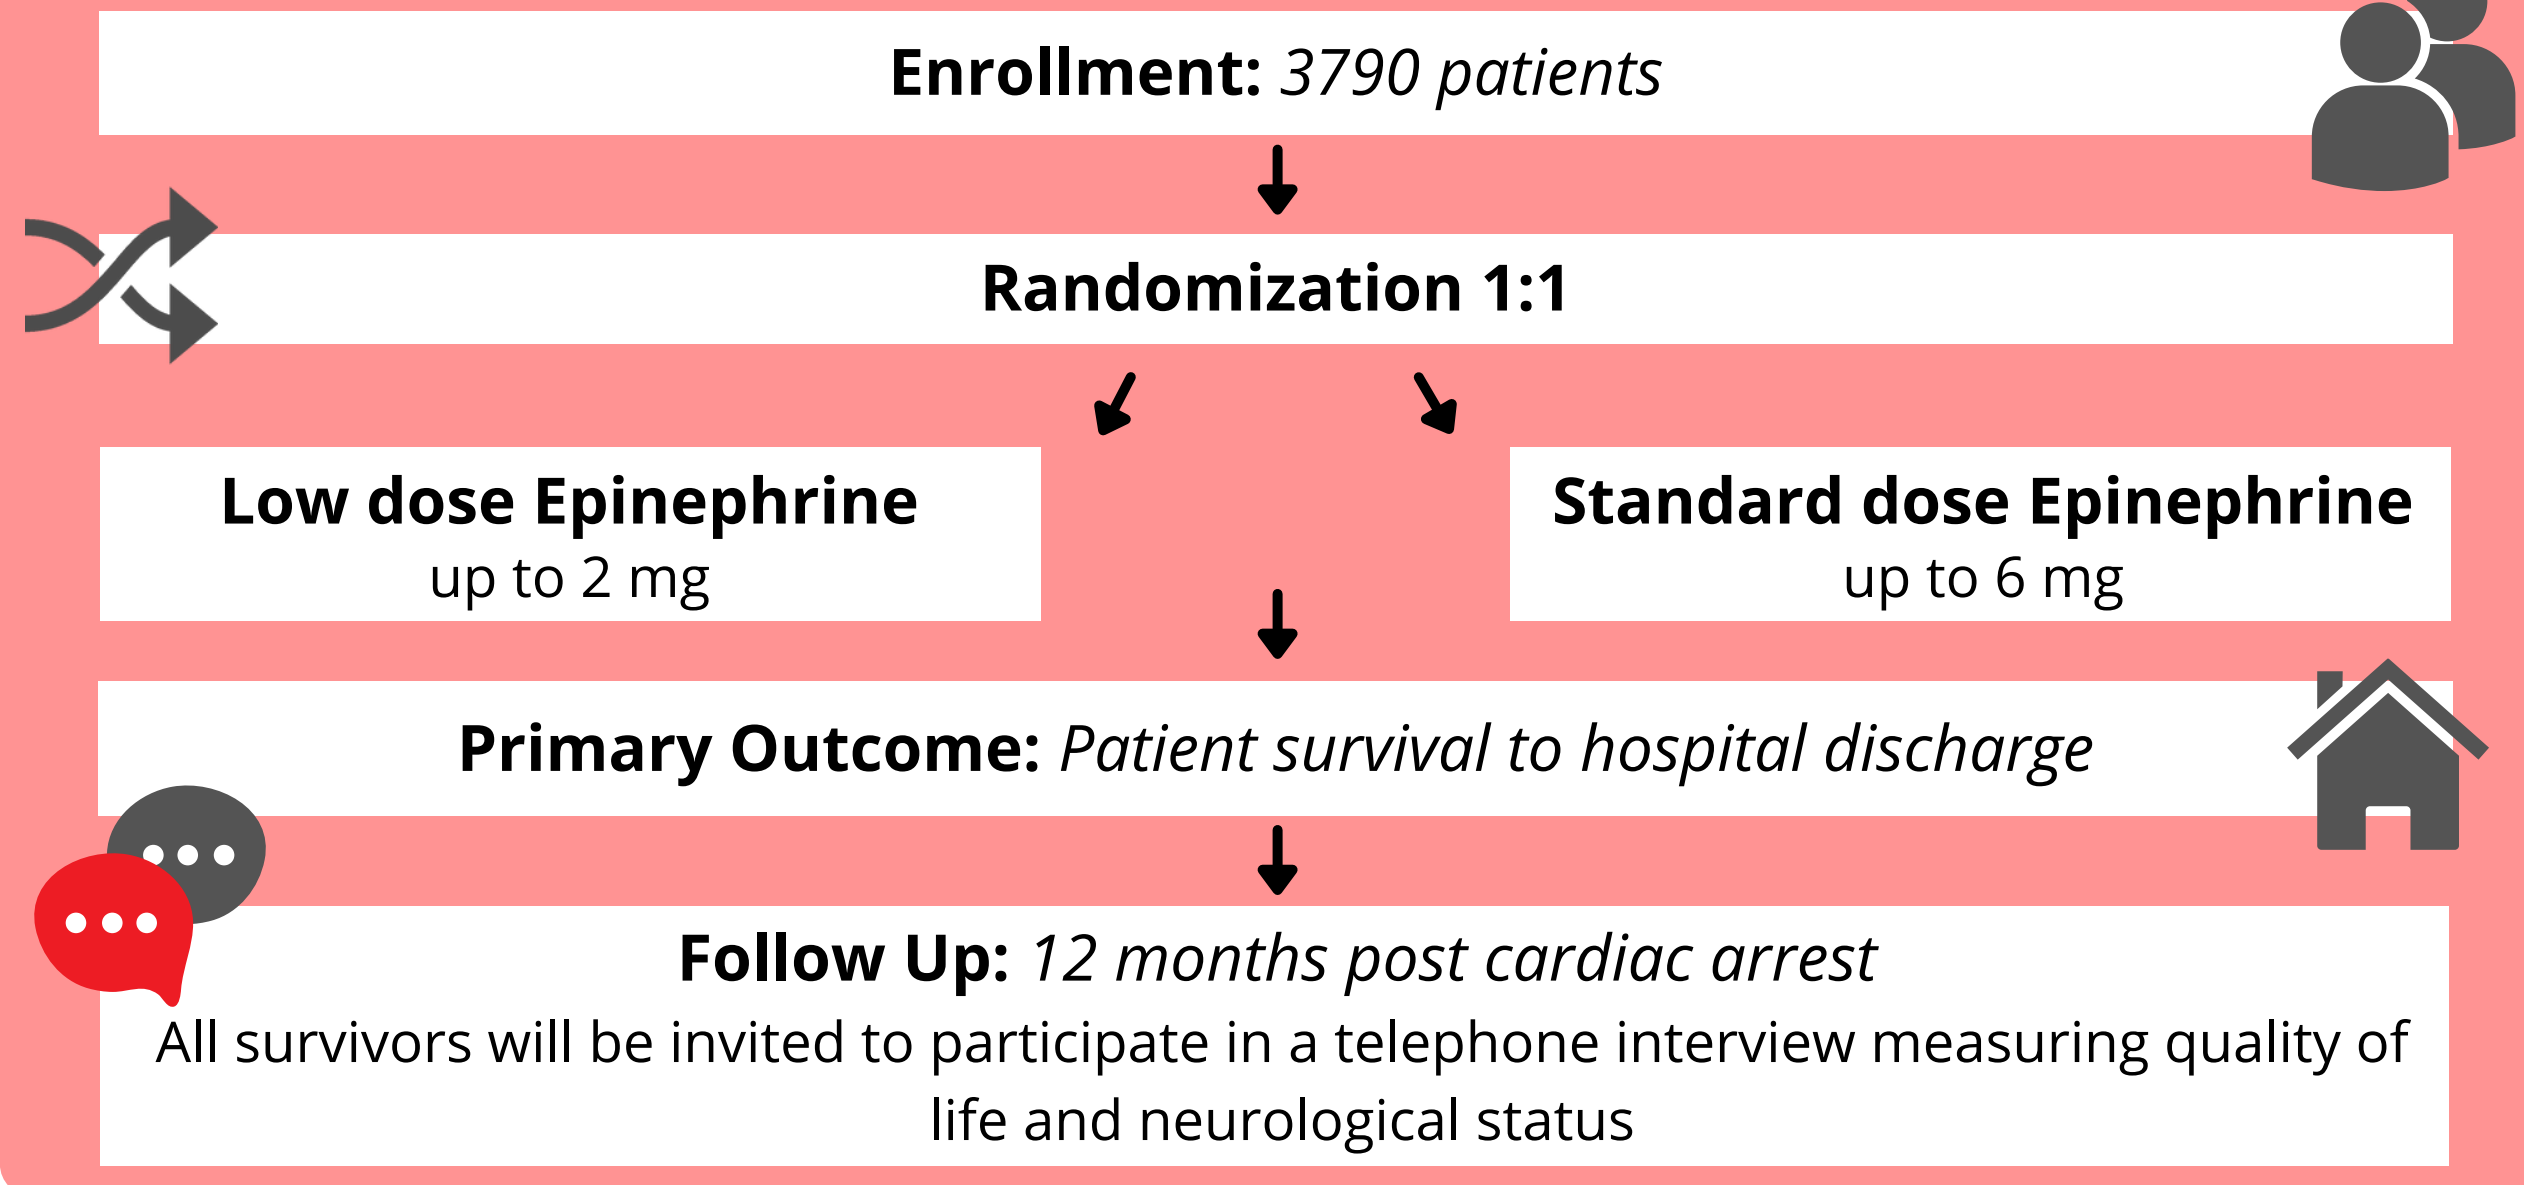 Enrollment: 3790 patients
Randomization 1:1
Low dose Epinephrine
up to 2 mg
Standard dose Epinephrine
up to 6 mg
Primary Outcome: Patient survival to hospital discharge
Follow Up: 12 months post cardiac arrest
All survivors will be invited to participate in a telephone interview measuring quality of
life and neurological status